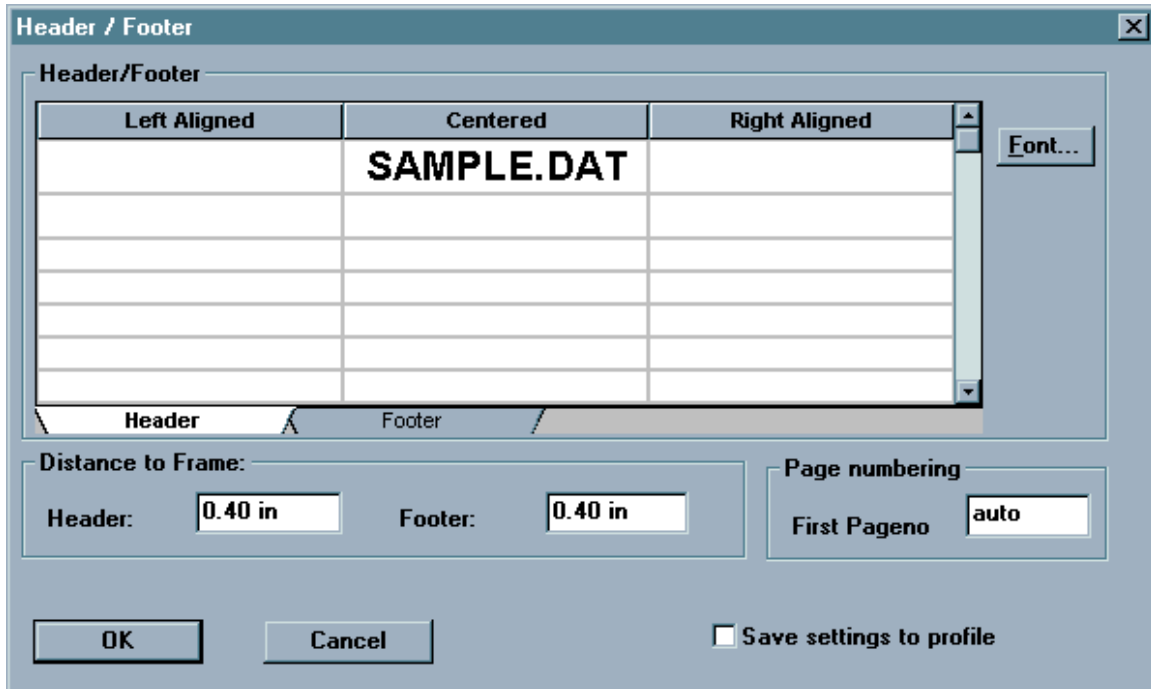 Header / Footer
Header/Footer
Left Aligned Centered Right Aligned
Font...
SAMPLE.DAT
Header Footer
Distance to Frame:
Header: 0.40 in Footer: 0.40 in
Page numbering
First Pageno auto
OK Cancel
Save settings to profile